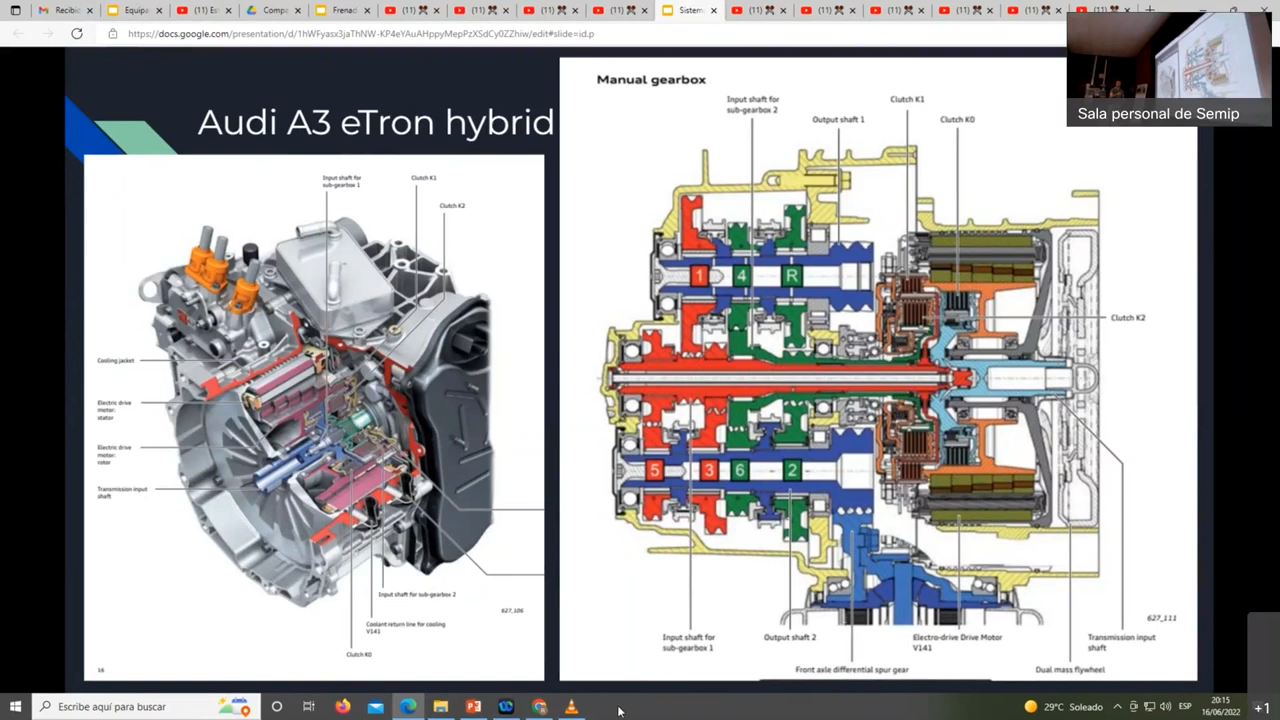 (11)
Recibic
Equipa
(11) Es
Compa
Frenad
(11)
(11)
(11)
(11)
Sistema
(11)
(11)
(11)
(11)
(11)
https://docs.google.com/presentation/d/1hWFyasx3jaThNW-KP4eYAuAHppyMepPzXSdCy0ZZhiw/edit#slide=id.p
Sala personal de Semip
Audi A3 eTron hybrid
Input shaft for
sub-gearbox 1
Clutch K1
Clutch K2
Cooling jacket
Electric drive
motor:
stator
Electric drive
motor:
rotor
Transmission input
shaft
Input shaft for sub-gearbox 2
Coolant return line for cooling
V141
Clutch K0
627_106
16
Manual gearbox
Input shaft for
sub-gearbox 2
Output shaft 1
Clutch K1
Clutch K0
1
4
R
Clutch K2
5
3
6
2
627_111
Input shaft for
sub-gearbox 1
Output shaft 2
Electro-drive Drive Motor
V141
Transmission input
shaft
Front axle differential spur gear
Dual mass flywheel
Escribe aquí para buscar
29°C Soleado
ESP
20:15
16/06/2022
+1